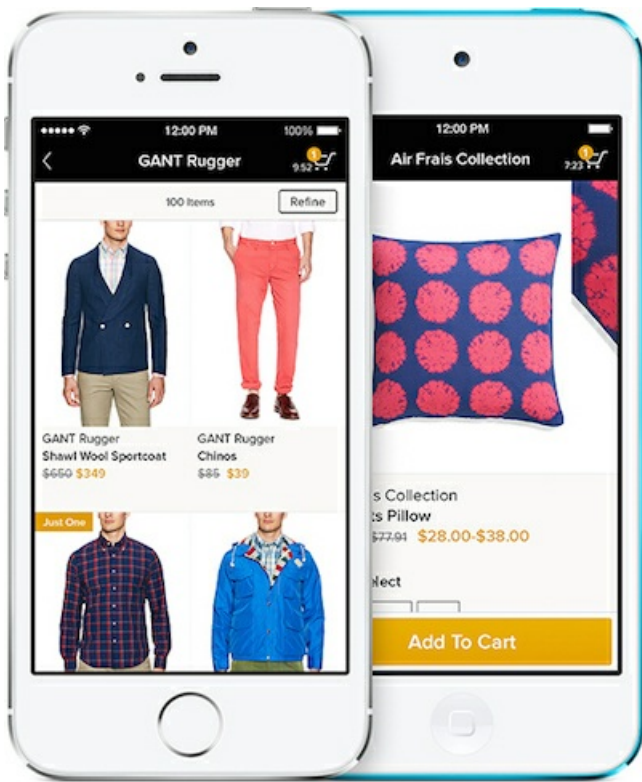 12:00 PM
100%
GANT Rugger
1
9:52
100 Items
Refine
GANT Rugger
Shawl Wool Sportcoat
$650 $349
GANT Rugger
Chinos
$85 $39
Just One
12:00 PM
Air Frais Collection
1
7:23
s Collection
ts Pillow
$77.91 $28.00-$38.00
elect
Add To Cart